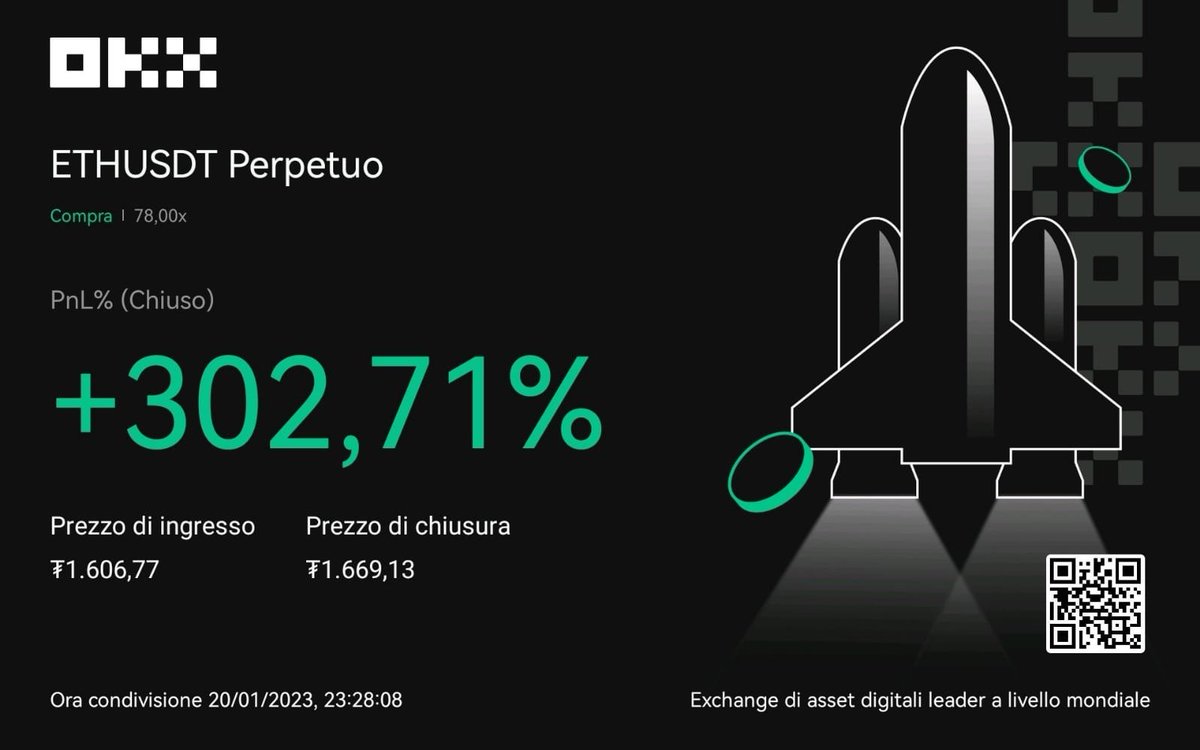 OKX
ETHUSDT Perpetuo
Compra | 78,00x
PnL% (Chiuso)
+302,71%
Prezzo di ingresso Prezzo di chiusura
₮1.606,77 ₮1.669,13
Ora condivisione 20/01/2023, 23:28:08
Exchange di asset digitali leader a livello mondiale